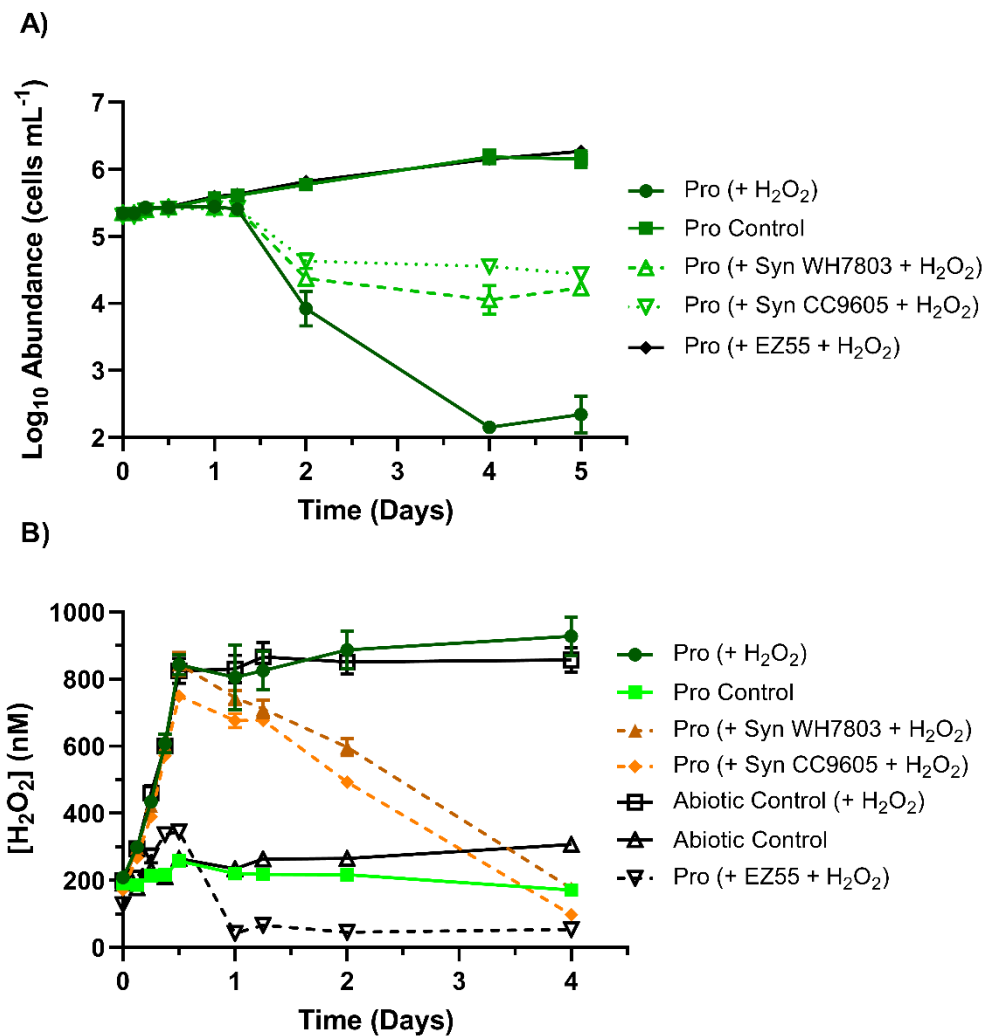 A)
Log₁₀ Abundance (cells mL⁻¹)
7
6
5
4
3
2
0 1 2 3 4 5
Time (Days)
Pro (+ H₂O₂)
Pro Control
Pro (+ Syn WH7803 + H₂O₂)
Pro (+ Syn CC9605 + H₂O₂)
Pro (+ EZ55 + H₂O₂)
B)
[H₂O₂] (nM)
1000
800
600
400
200
0
0 1 2 3 4
Time (Days)
Pro (+ H₂O₂)
Pro Control
Pro (+ Syn WH7803 + H₂O₂)
Pro (+ Syn CC9605 + H₂O₂)
Abiotic Control (+ H₂O₂)
Abiotic Control
Pro (+ EZ55 + H₂O₂)